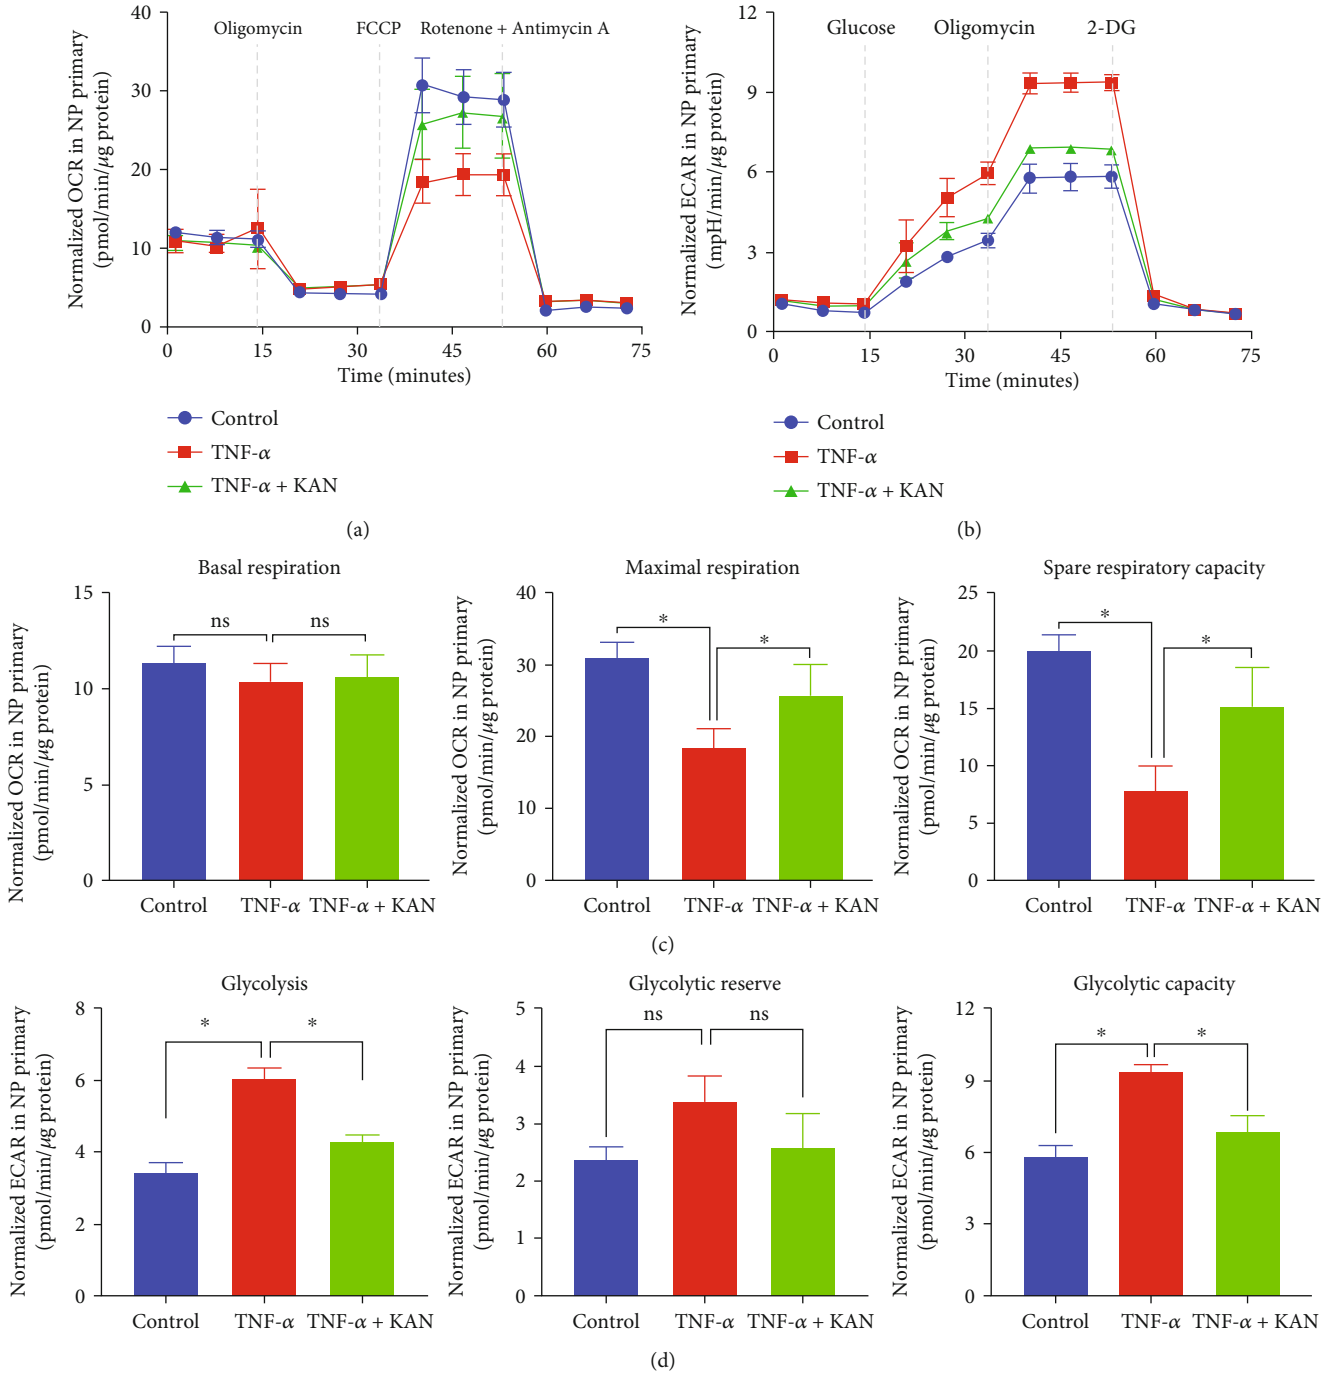 Normalized OCR in NP primary
(pmol/min/μg protein)
40
30
20
10
0
Oligomycin
FCCP
Rotenone + Antimycin A
0 15 30 45 60 75
Time (minutes)
Control
TNF-α
TNF-α + KAN
(a)
Normalized ECAR in NP primary
(mpH/min/μg protein)
12
9
6
3
0
Glucose
Oligomycin
2-DG
0 15 30 45 60 75
Time (minutes)
Control
TNF-α
TNF-α + KAN
(b)
Basal respiration
Normalized OCR in NP primary
(pmol/min/μg protein)
15
10
5
0
ns
ns
Control TNF-α TNF-α + KAN
Maximal respiration
Normalized OCR in NP primary
(pmol/min/μg protein)
40
30
20
30
0
*
*
Control TNF-α TNF-α + KAN
Spare respiratory capacity
Normalized OCR in NP primary
(pmol/min/μg protein)
25
20
15
10
5
0
*
*
Control TNF-α TNF-α + KAN
(c)
Glycolysis
Normalized ECAR in NP primary
(pmol/min/μg protein)
8
6
4
2
0
*
*
Control TNF-α TNF-α + KAN
Glycolytic reserve
Normalized ECAR in NP primary
(pmol/min/μg protein)
5
4
3
2
1
0
ns
ns
Control TNF-α TNF-α + KAN
Glycolytic capacity
Normalized ECAR in NP primary
(pmol/min/μg protein)
12
9
6
3
0
*
*
Control TNF-α TNF-α + KAN
(d)